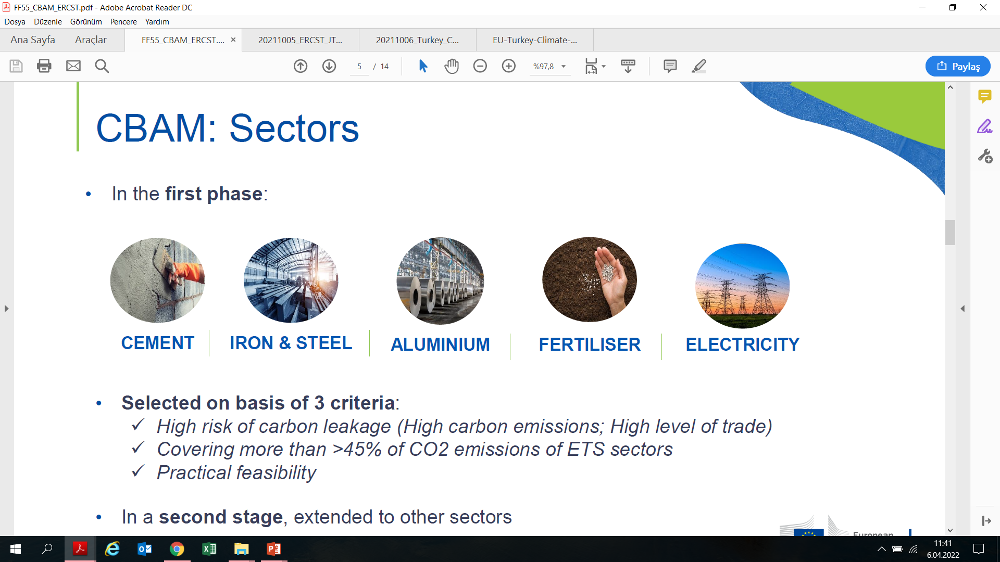 FF55_CBAM_ERCST.pdf - Adobe Acrobat Reader DC
Dosya Düzenle Görünüm Pencere Yardım
Ana Sayfa Araçlar FF55_CBAM_ERCST.... × 20211005_ERCST_JT... 20211006_Turkey_C... EU-Turkey-Climate-...
5 / 14 %97,8 Paylaş
CBAM: Sectors
• In the first phase:
CEMENT IRON & STEEL ALUMINIUM FERTILISER ELECTRICITY
• Selected on basis of 3 criteria:
✓ High risk of carbon leakage (High carbon emissions; High level of trade)
✓ Covering more than >45% of CO2 emissions of ETS sectors
✓ Practical feasibility
• In a second stage, extended to other sectors
European
11:41
6.04.2022